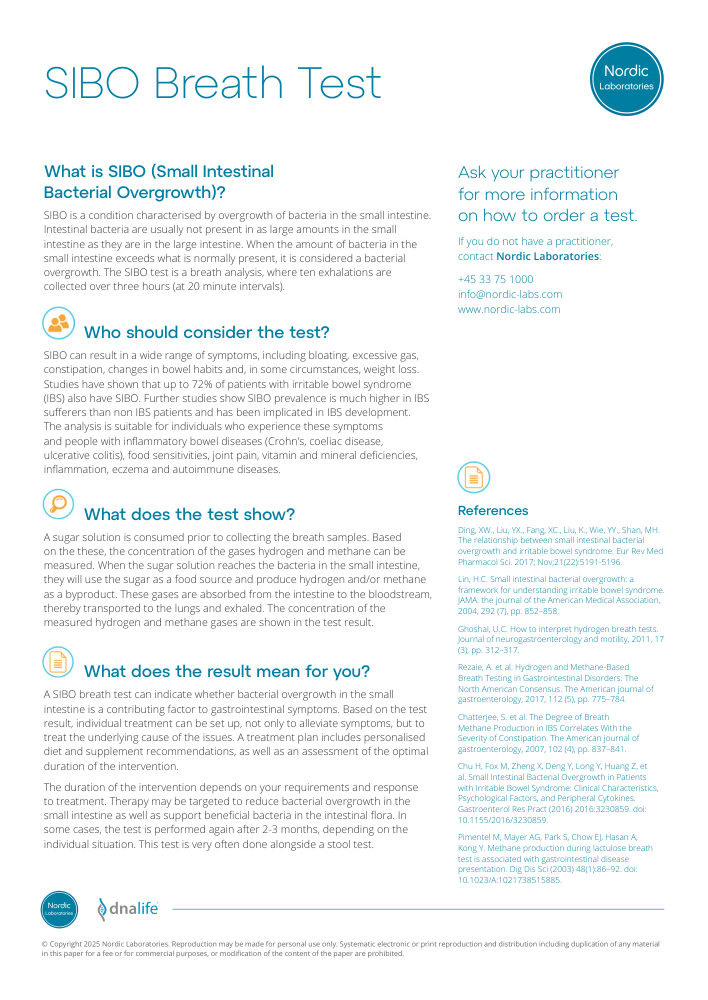 SIBO Breath Test
Nordic
Laboratories
What is SIBO (Small Intestinal
Bacterial Overgrowth)?
SIBO is a condition characterised by overgrowth of bacteria in the small intestine.
Intestinal bacteria are usually not present in as large amounts in the small
intestine as they are in the large intestine. When the amount of bacteria in the
small intestine exceeds what is normally present, it is considered a bacterial
overgrowth. The SIBO test is a breath analysis, where ten exhalations are
collected over three hours (at 20 minute intervals).
Who should consider the test?
SIBO can result in a wide range of symptoms, including bloating, excessive gas,
constipation, changes in bowel habits and, in some circumstances, weight loss.
Studies have shown that up to 72% of patients with irritable bowel syndrome
(IBS) also have SIBO. Further studies show SIBO prevalence is much higher in IBS
sufferers than non IBS patients and has been implicated in IBS development.
The analysis is suitable for individuals who experience these symptoms
and people with inflammatory bowel diseases (Crohn's, coeliac disease,
ulcerative colitis), food sensitivities, joint pain, vitamin and mineral deficiencies,
inflammation, eczema and autoimmune diseases.
What does the test show?
A sugar solution is consumed prior to collecting the breath samples. Based
on the these, the concentration of the gases hydrogen and methane can be
measured. When the sugar solution reaches the bacteria in the small intestine,
they will use the sugar as a food source and produce hydrogen and/or methane
as a byproduct. These gases are absorbed from the intestine to the bloodstream,
thereby transported to the lungs and exhaled. The concentration of the
measured hydrogen and methane gases are shown in the test result.
What does the result mean for you?
A SIBO breath test can indicate whether bacterial overgrowth in the small
intestine is a contributing factor to gastrointestinal symptoms. Based on the test
result, individual treatment can be set up, not only to alleviate symptoms, but to
treat the underlying cause of the issues. A treatment plan includes personalised
diet and supplement recommendations, as well as an assessment of the optimal
duration of the intervention.
The duration of the intervention depends on your requirements and response
to treatment. Therapy may be targeted to reduce bacterial overgrowth in the
small intestine as well as support beneficial bacteria in the intestinal flora. In
some cases, the test is performed again after 2-3 months, depending on the
individual situation. This test is very often done alongside a stool test.
Ask your practitioner
for more information
on how to order a test.
If you do not have a practitioner,
contact Nordic Laboratories:
+45 33 75 1000
info@nordic-labs.com
www.nordic-labs.com
References
Ding, XW., Liu, YX., Fang, XC., Liu, K., Wie, YY., Shan, MH.
The relationship between small intestinal bacterial
overgrowth and irritable bowel syndrome. Eur Rev Med
Pharmacol Sci. 2017; Nov;21(22):5191-5196.
Lin, H.C. Small intestinal bacterial overgrowth: a
framework for understanding irritable bowel syndrome.
JAMA: the journal of the American Medical Association,
2004, 292 (7), pp. 852–858.
Ghoshal, U.C. How to interpret hydrogen breath tests.
Journal of neurogastroenterology and motility, 2011, 17
(3), pp. 312–317.
Rezaie, A. et al. Hydrogen and Methane-Based
Breath Testing in Gastrointestinal Disorders: The
North American Consensus. The American journal of
gastroenterology, 2017, 112 (5), pp. 775–784.
Chatterjee, S. et al. The Degree of Breath
Methane Production in IBS Correlates With the
Severity of Constipation. The American journal of
gastroenterology, 2007, 102 (4), pp. 837–841.
Chu H, Fox M, Zheng X, Deng Y, Long Y, Huang Z, et
al. Small Intestinal Bacterial Overgrowth in Patients
with Irritable Bowel Syndrome: Clinical Characteristics,
Psychological Factors, and Peripheral Cytokines.
Gastroenterol Res Pract (2016) 2016:3230859. doi:
10.1155/2016/3230859.
Pimentel M, Mayer AG, Park S, Chow EJ, Hasan A,
Kong Y. Methane production during lactulose breath
test is associated with gastrointestinal disease
presentation. Dig Dis Sci (2003) 48(1):86–92. doi:
10.1023/A:1021738515885.
Nordic
Laboratories
dnalife
© Copyright 2025 Nordic Laboratories. Reproduction may be made for personal use only. Systematic electronic or print reproduction and distribution including duplication of any material
in this paper for a fee or for commercial purposes, or modification of the content of the paper are prohibited.